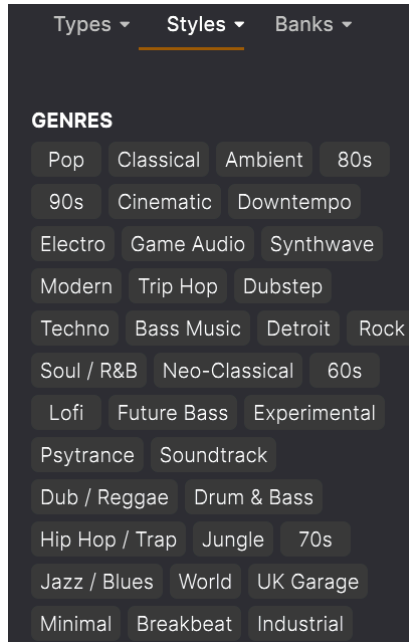 Types Styles Banks
GENRES
Pop Classical Ambient 80s
90s Cinematic Downtempo
Electro Game Audio Synthwave
Modern Trip Hop Dubstep
Techno Bass Music Detroit Rock
Soul / R&B Neo-Classical 60s
Lofi Future Bass Experimental
Psytrance Soundtrack
Dub / Reggae Drum & Bass
Hip Hop / Trap Jungle 70s
Jazz / Blues World UK Garage
Minimal Breakbeat Industrial